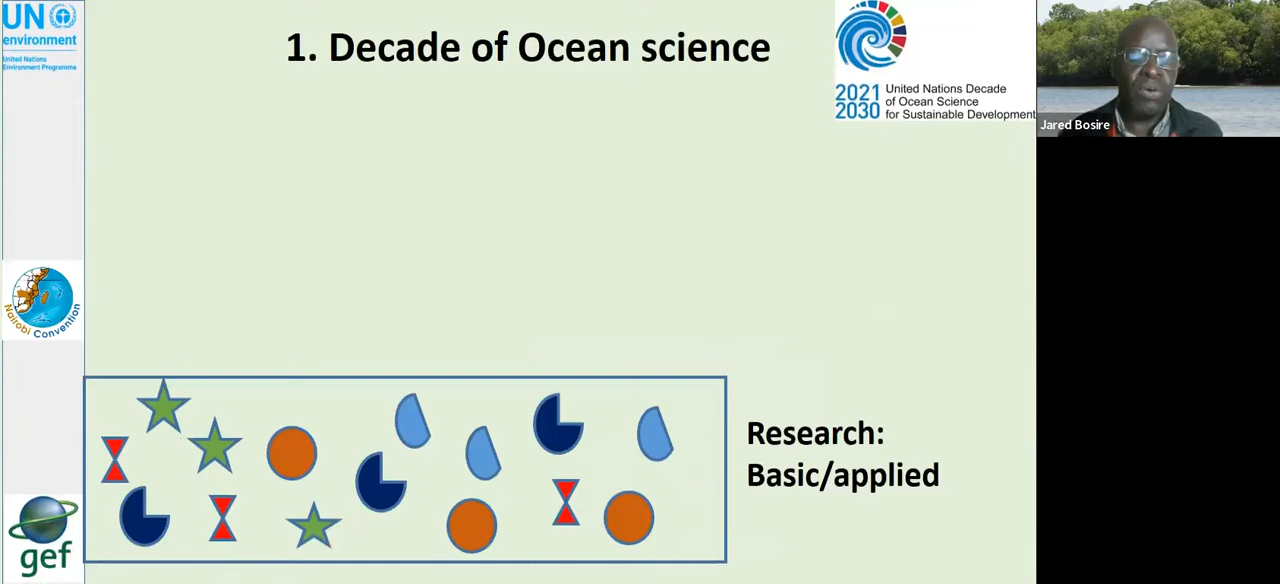 UN
environment
United Nations
Environment Programme
1. Decade of Ocean science
2021
2030
United Nations Decade
of Ocean Science
for Sustainable Development
Jared Bosire
Nairobi Convention
Research:
Basic/applied
gef